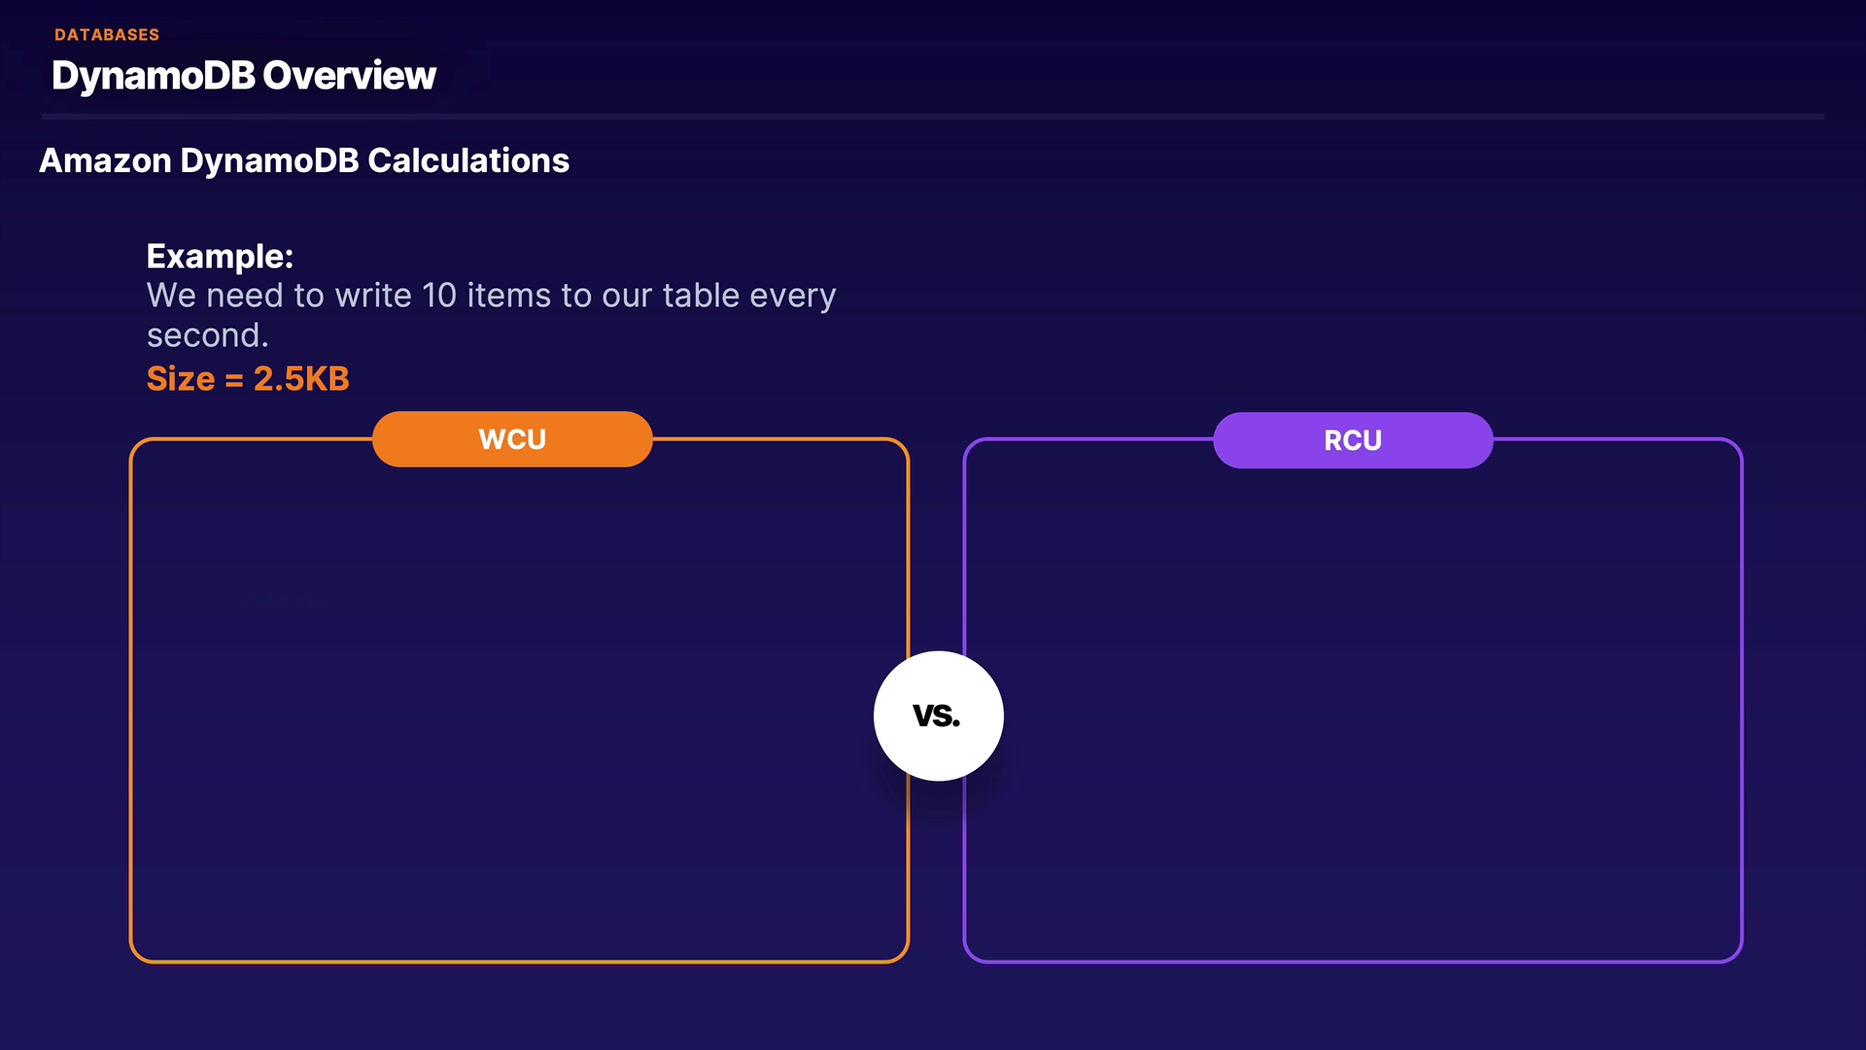 DATABASES
DynamoDB Overview
Amazon DynamoDB Calculations
Example:
We need to write 10 items to our table every
second.
Size = 2.5KB
WCU
RCU
VS.